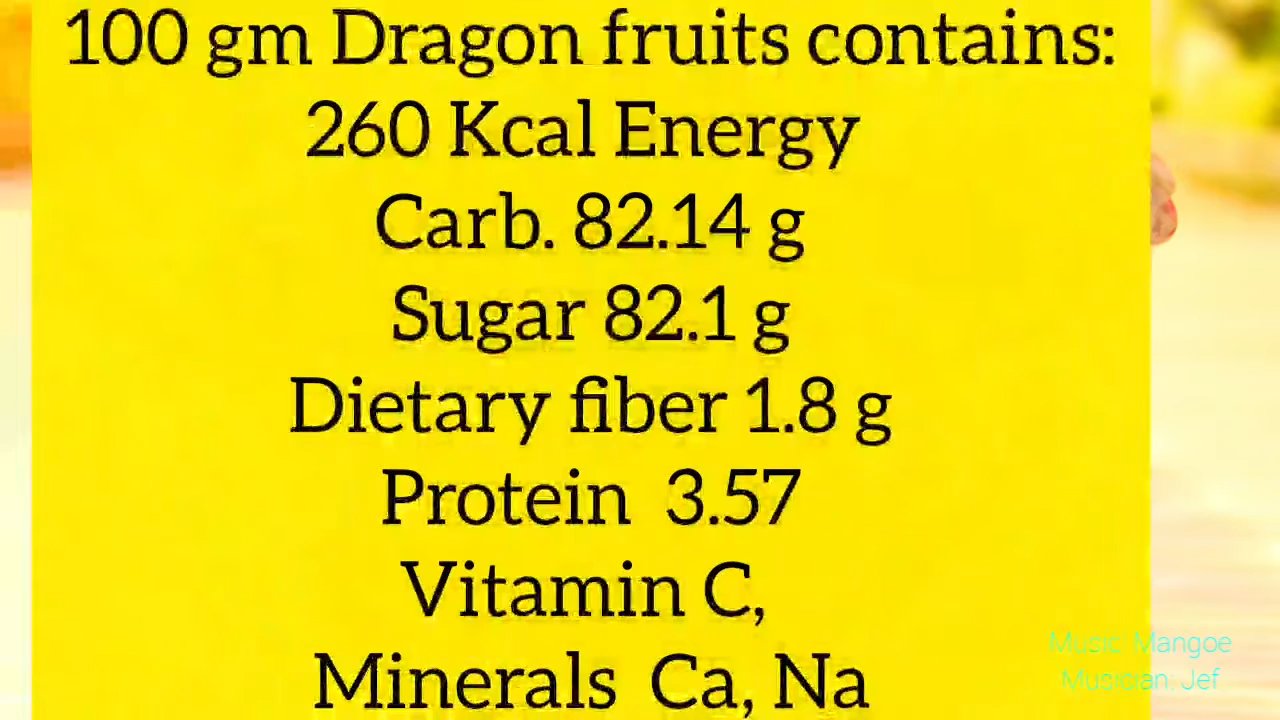 100 gm Dragon fruits contains:
260 Kcal Energy
Carb. 82.14 g
Sugar 82.1 g
Dietary fiber 1.8 g
Protein  3.57
Vitamin C,
Minerals  Ca, Na
Music: Mangoe
Musician: Jef